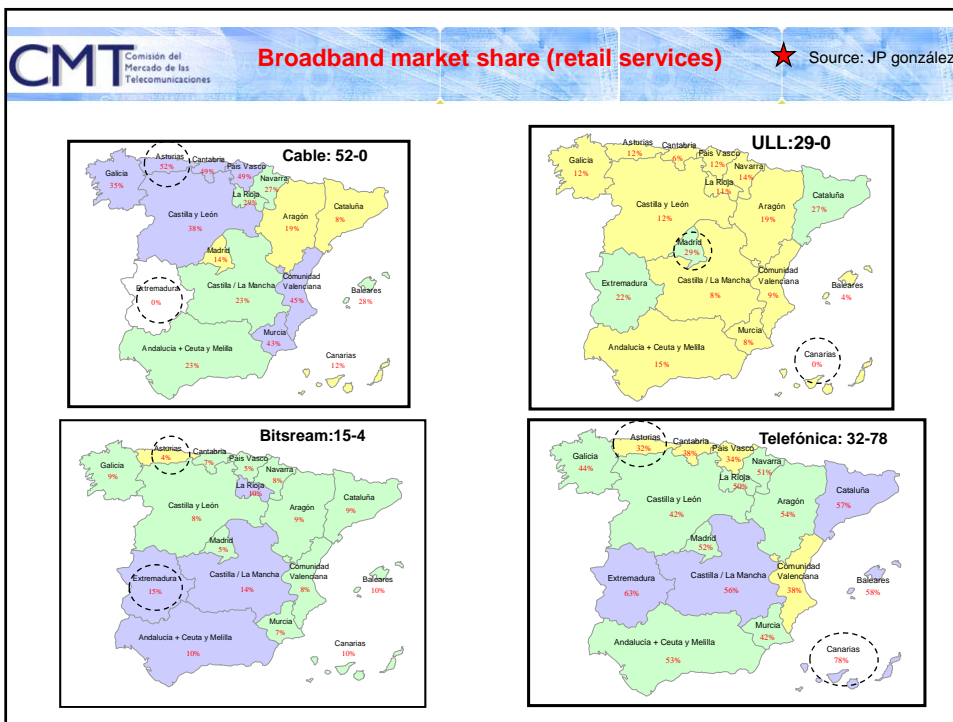 CMT
Comisión del
Mercado de las
Telecomunicaciones
Broadband market share (retail services)
Source: JP gonzález
Cable: 52-0
Asturias
52%
Cantabria
49%
País Vasco
49%
Navarra
27%
Galicia
35%
La Rioja
29%
Cataluña
8%
Castilla y León
38%
Aragón
19%
Madrid
14%
Extremadura
0%
Castilla / La Mancha
23%
Comunidad
Valenciana
45%
Baleares
28%
Murcia
43%
Andalucía + Ceuta y Melilla
23%
Canarias
12%
ULL:29-0
Asturias
12%
Cantabria
6%
País Vasco
12%
Navarra
14%
Galicia
12%
La Rioja
11%
Cataluña
27%
Castilla y León
12%
Aragón
19%
Madrid
29%
Extremadura
22%
Castilla / La Mancha
8%
Comunidad
Valenciana
9%
Baleares
4%
Murcia
8%
Andalucía + Ceuta y Melilla
15%
Canarias
0%
Bitsream:15-4
Asturias
4%
Cantabria
7%
País Vasco
5%
Navarra
8%
Galicia
9%
La Rioja
10%
Cataluña
9%
Castilla y León
8%
Aragón
9%
Madrid
5%
Extremadura
15%
Castilla / La Mancha
14%
Comunidad
Valenciana
8%
Baleares
10%
Murcia
7%
Andalucía + Ceuta y Melilla
10%
Canarias
10%
Telefónica: 32-78
Asturias
32%
Cantabria
38%
País Vasco
34%
Navarra
51%
Galicia
44%
La Rioja
50%
Cataluña
57%
Castilla y León
42%
Aragón
54%
Madrid
52%
Extremadura
63%
Castilla / La Mancha
56%
Comunidad
Valenciana
38%
Baleares
58%
Murcia
42%
Andalucía + Ceuta y Melilla
53%
Canarias
78%